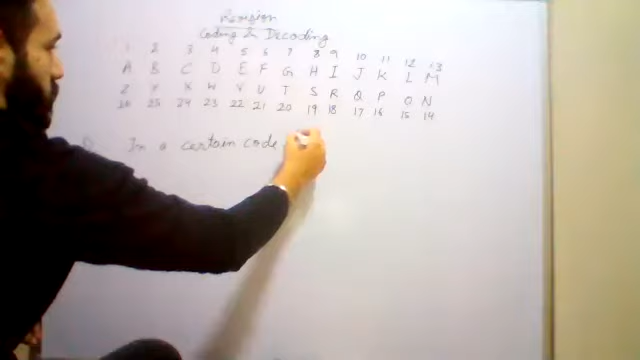 Revision
Coding & Decoding
1 2 3 4 5 6 7 8 9 10 11 12 13
A B C D E F G H I J K L M
Z Y X W V U T S R Q P O N
26 25 24 23 22 21 20 19 18 17 16 15 14
In a certain code